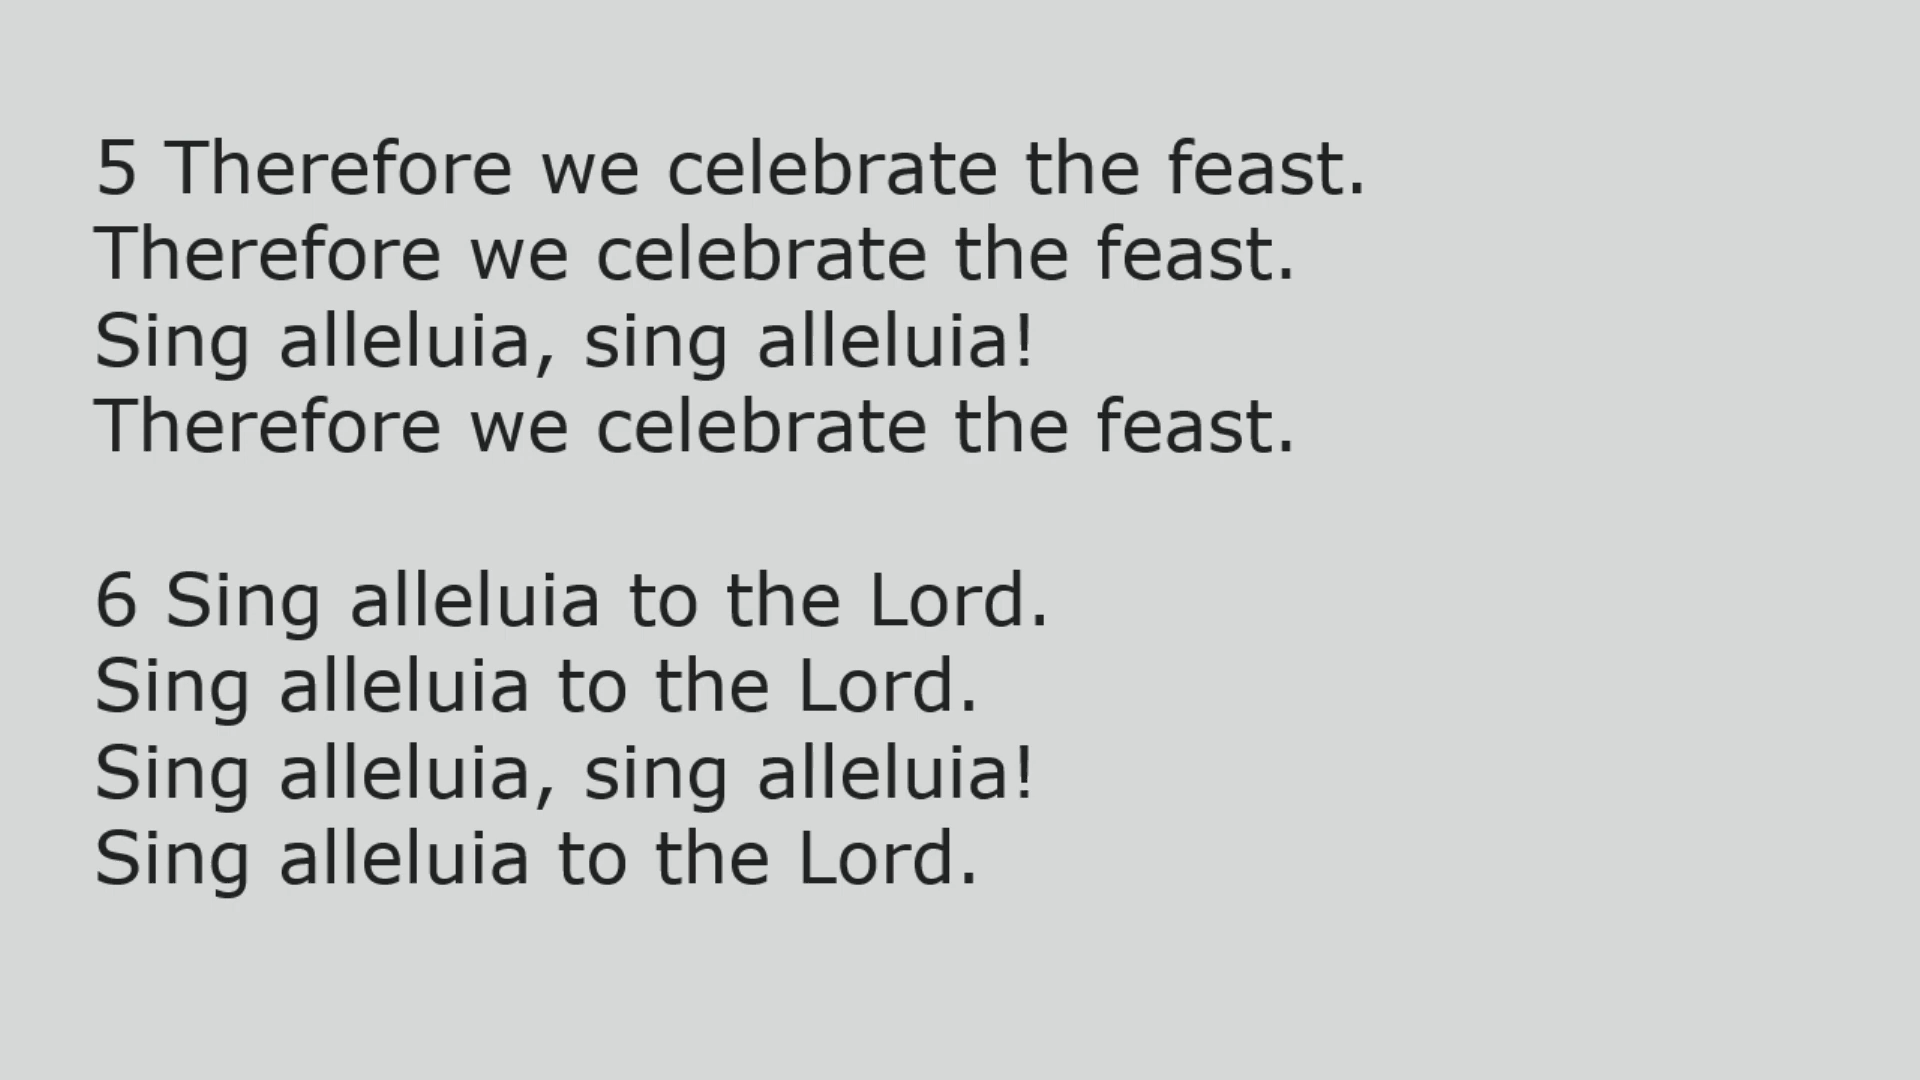 5 Therefore we celebrate the feast.
Therefore we celebrate the feast.
Sing alleluia, sing alleluia!
Therefore we celebrate the feast.
6 Sing alleluia to the Lord.
Sing alleluia to the Lord.
Sing alleluia, sing alleluia!
Sing alleluia to the Lord.